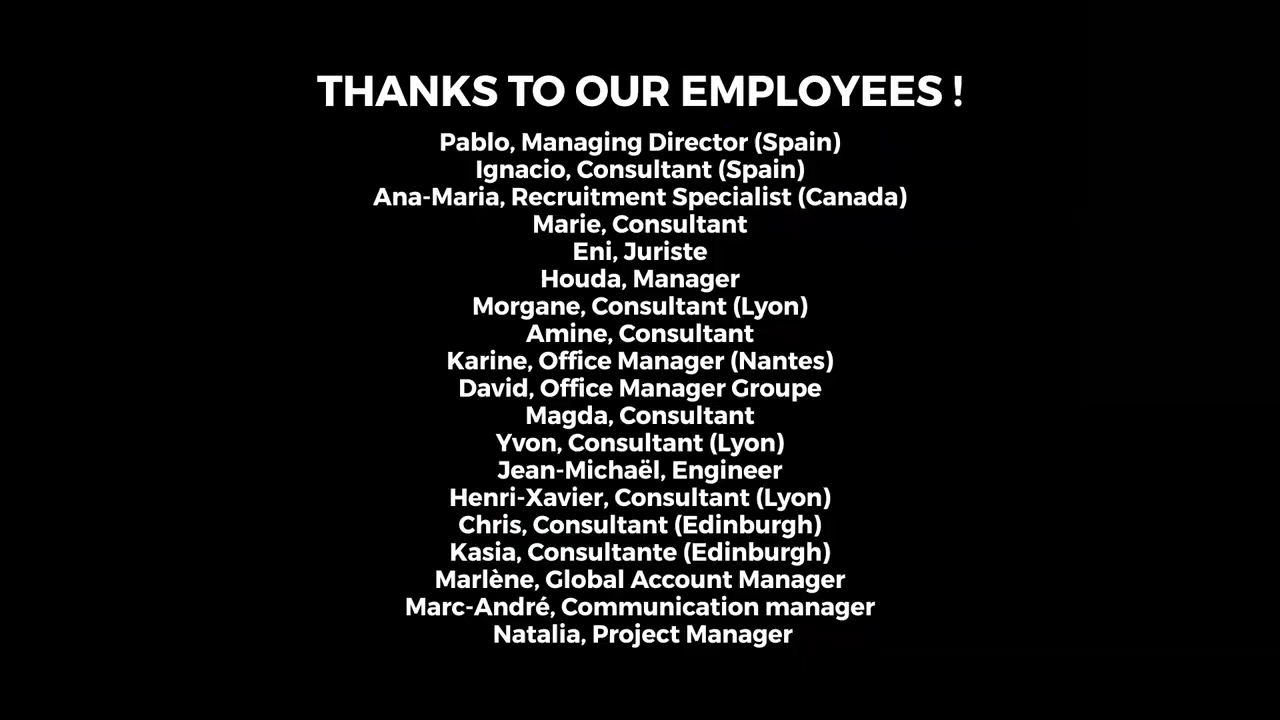 THANKS TO OUR EMPLOYEES !
Pablo, Managing Director (Spain)
Ignacio, Consultant (Spain)
Ana-Maria, Recruitment Specialist (Canada)
Marie, Consultant
Eni, Juriste
Houda, Manager
Morgane, Consultant (Lyon)
Amine, Consultant
Karine, Office Manager (Nantes)
David, Office Manager Groupe
Magda, Consultant
Yvon, Consultant (Lyon)
Jean-Michaël, Engineer
Henri-Xavier, Consultant (Lyon)
Chris, Consultant (Edinburgh)
Kasia, Consultante (Edinburgh)
Marlène, Global Account Manager
Marc-André, Communication manager
Natalia, Project Manager